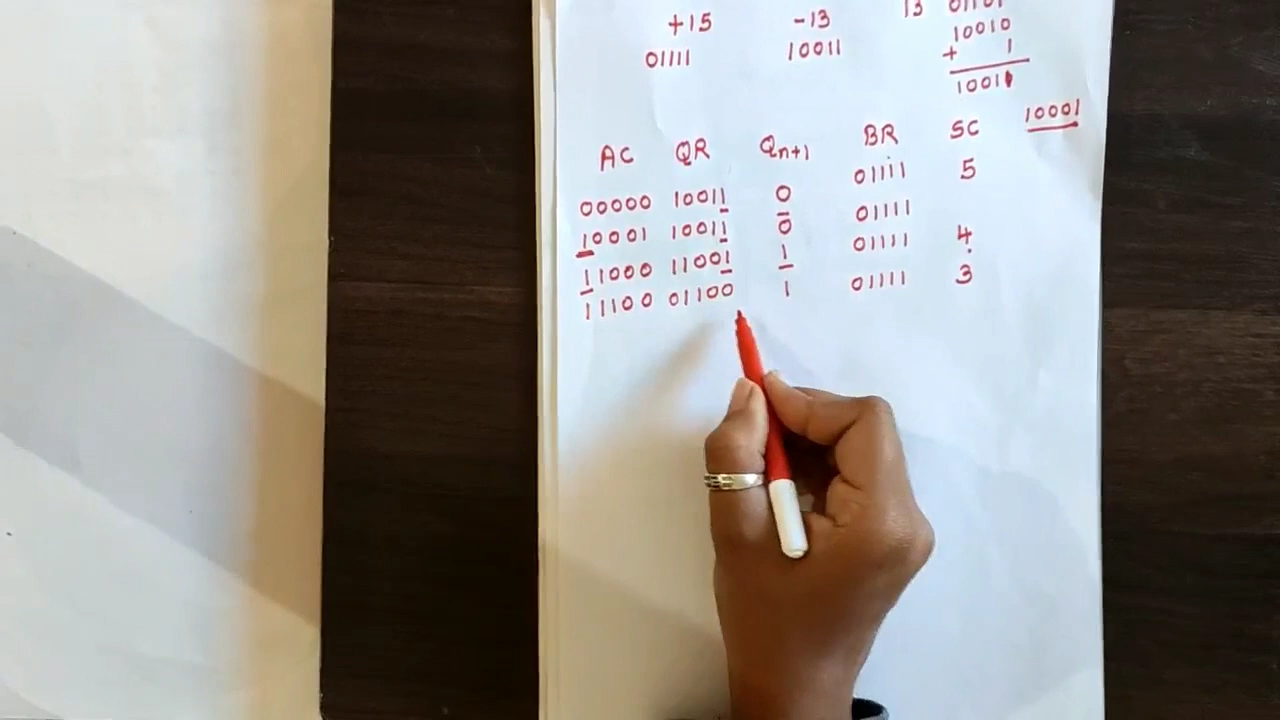 +15 -13 13 01101
01111 10011 10010
+ 1
10011
10001
AC QR Qn+1 BR SC
00000 10011 0 01111 5
10001 10011 0 01111
11000 11001 1 01111 4
11100 01100 1 01111 3